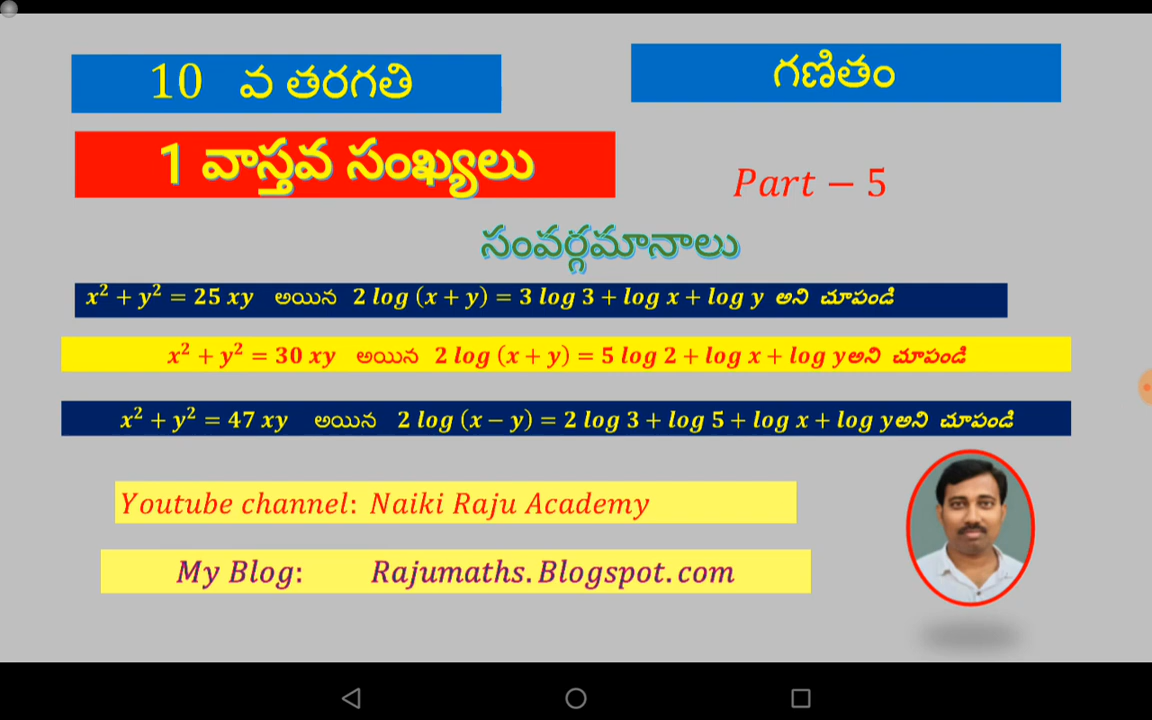 10 వ తరగతి
గణితం
1 వాస్తవ సంఖ్యలు
Part − 5
సంవర్గమానాలు
x² + y² = 25 xy అయిన 2 log (x + y) = 3 log 3 + log x + log y అని చూపండి
x² + y² = 30 xy అయిన 2 log (x + y) = 5 log 2 + log x + log y అని చూపండి
x² + y² = 47 xy అయిన 2 log (x − y) = 2 log 3 + log 5 + log x + log y అని చూపండి
Youtube channel: Naiki Raju Academy
My Blog: Rajumaths.Blogspot.com